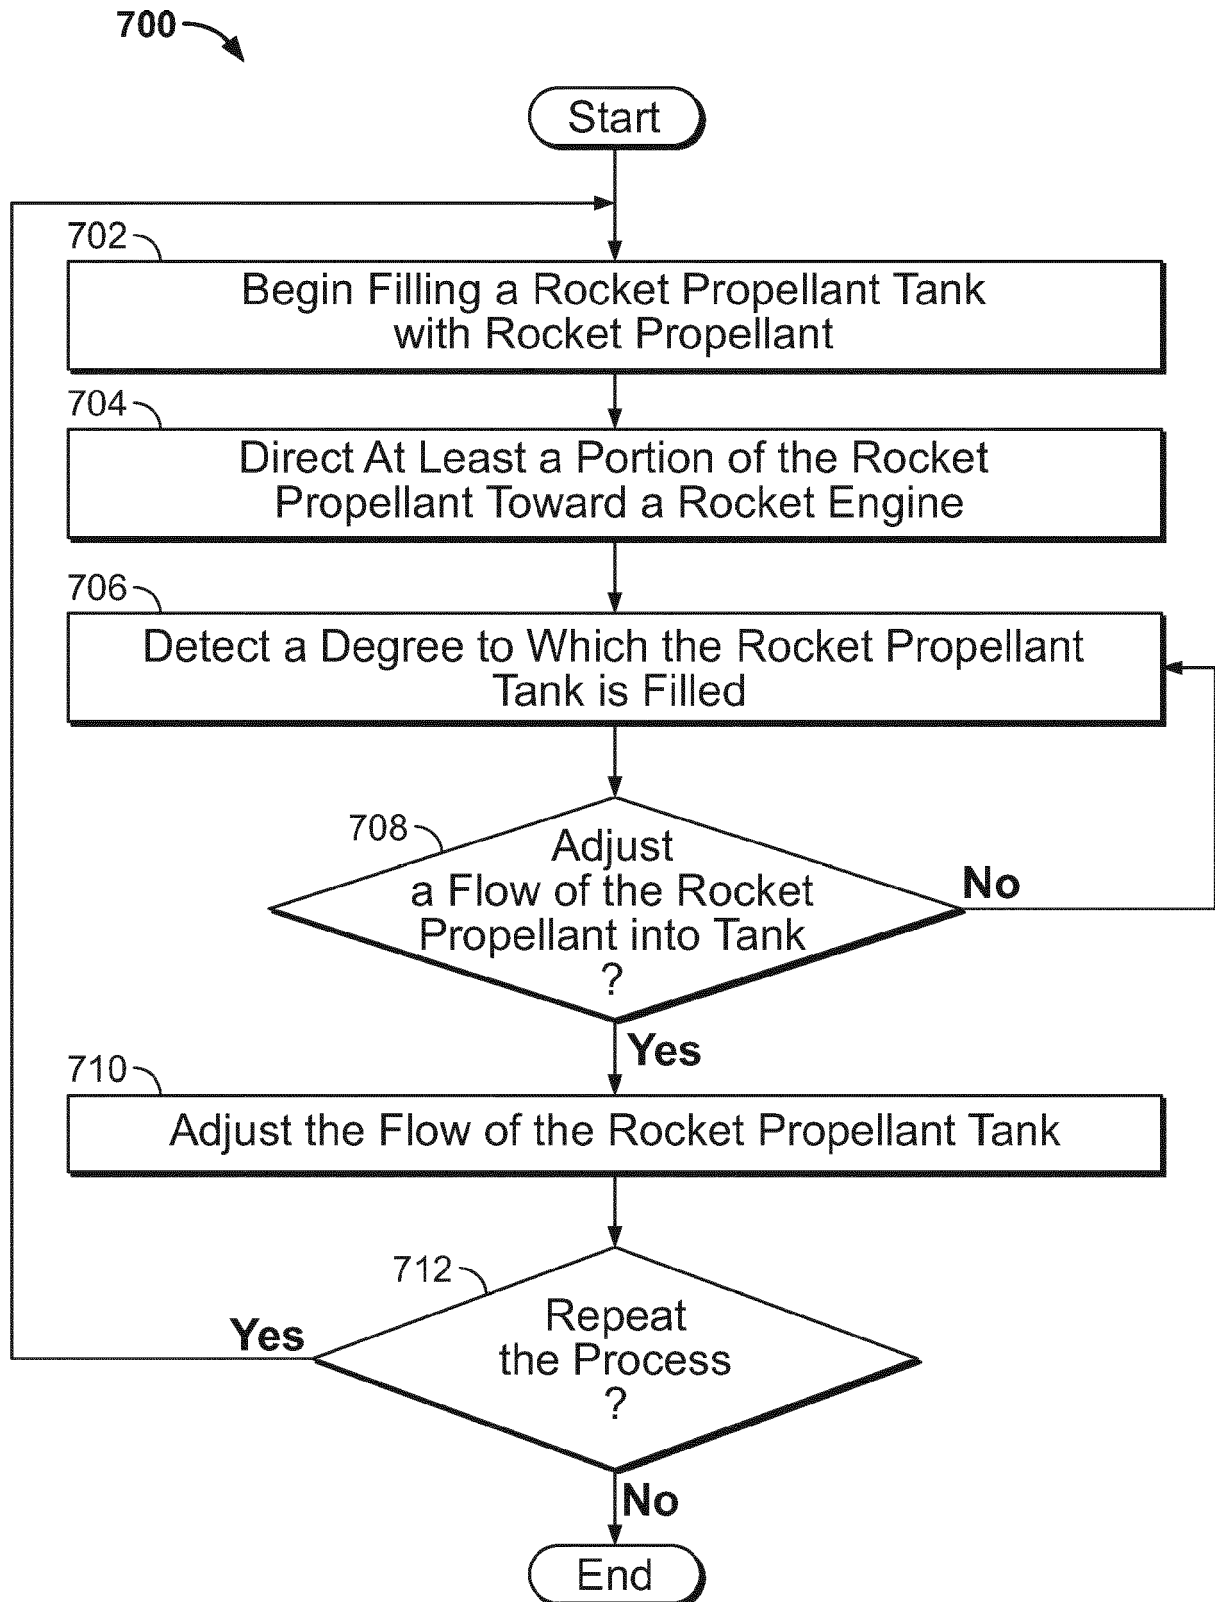 700
Start
702
Begin Filling a Rocket Propellant Tank
with Rocket Propellant
704
Direct At Least a Portion of the Rocket
Propellant Toward a Rocket Engine
706
Detect a Degree to Which the Rocket Propellant
Tank is Filled
708
Adjust
a Flow of the Rocket
Propellant into Tank
?
No
Yes
710
Adjust the Flow of the Rocket Propellant Tank
712
Repeat
the Process
?
Yes
No
End